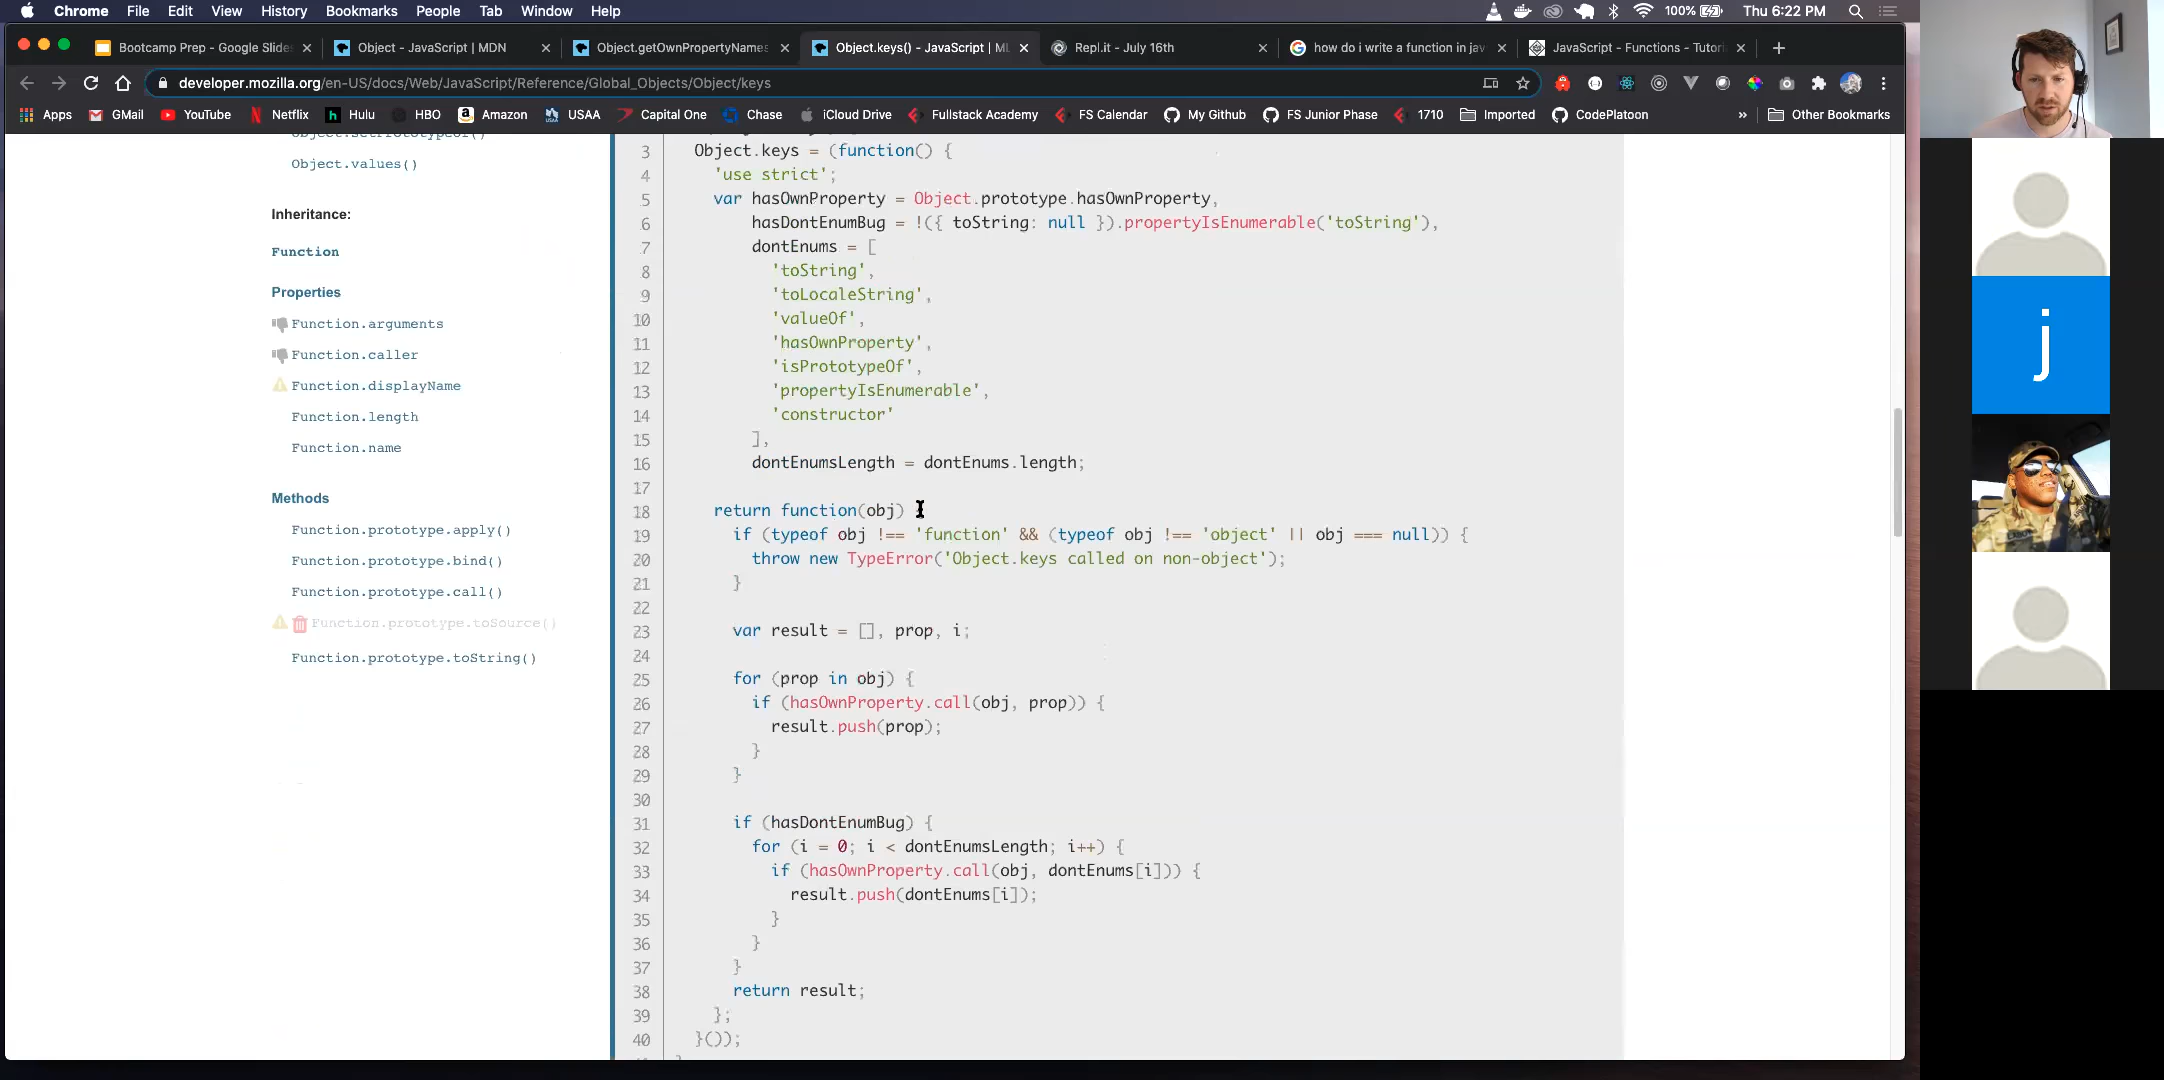 Chrome File Edit View History Bookmarks People Tab Window Help
100% Thu 6:22 PM
Bootcamp Prep - Google Slide
Object - JavaScript | MDN
Object.getOwnPropertyNames
Object.keys() - JavaScript | M
Repl.it - July 16th
how do i write a function in jav
JavaScript - Functions - Tutori
developer.mozilla.org/en-US/docs/Web/JavaScript/Reference/Global_Objects/Object/keys
Apps GMail YouTube Netflix Hulu HBO Amazon USAA Capital One Chase iCloud Drive Fullstack Academy FS Calendar My Github FS Junior Phase 1710 Imported CodePlatoon » Other Bookmarks
Object.setPrototypeOf()
Object.values()
Inheritance:
Function
Properties
Function.arguments
Function.caller
Function.displayName
Function.length
Function.name
Methods
Function.prototype.apply()
Function.prototype.bind()
Function.prototype.call()
Function.prototype.toSource()
Function.prototype.toString()
3 Object.keys = (function() {
4 'use strict';
5 var hasOwnProperty = Object.prototype.hasOwnProperty,
6 hasDontEnumBug = !({ toString: null }).propertyIsEnumerable('toString'),
7 dontEnums = [
8 'toString',
9 'toLocaleString',
10 'valueOf',
11 'hasOwnProperty',
12 'isPrototypeOf',
13 'propertyIsEnumerable',
14 'constructor'
15 ],
16 dontEnumsLength = dontEnums.length;
17
18 return function(obj)
19 if (typeof obj !== 'function' && (typeof obj !== 'object' || obj === null)) {
20 throw new TypeError('Object.keys called on non-object');
21 }
22
23 var result = [], prop, i;
24
25 for (prop in obj) {
26 if (hasOwnProperty.call(obj, prop)) {
27 result.push(prop);
28 }
29 }
30
31 if (hasDontEnumBug) {
32 for (i = 0; i < dontEnumsLength; i++) {
33 if (hasOwnProperty.call(obj, dontEnums[i])) {
34 result.push(dontEnums[i]);
35 }
36 }
37 }
38 return result;
39 };
40 }());
j